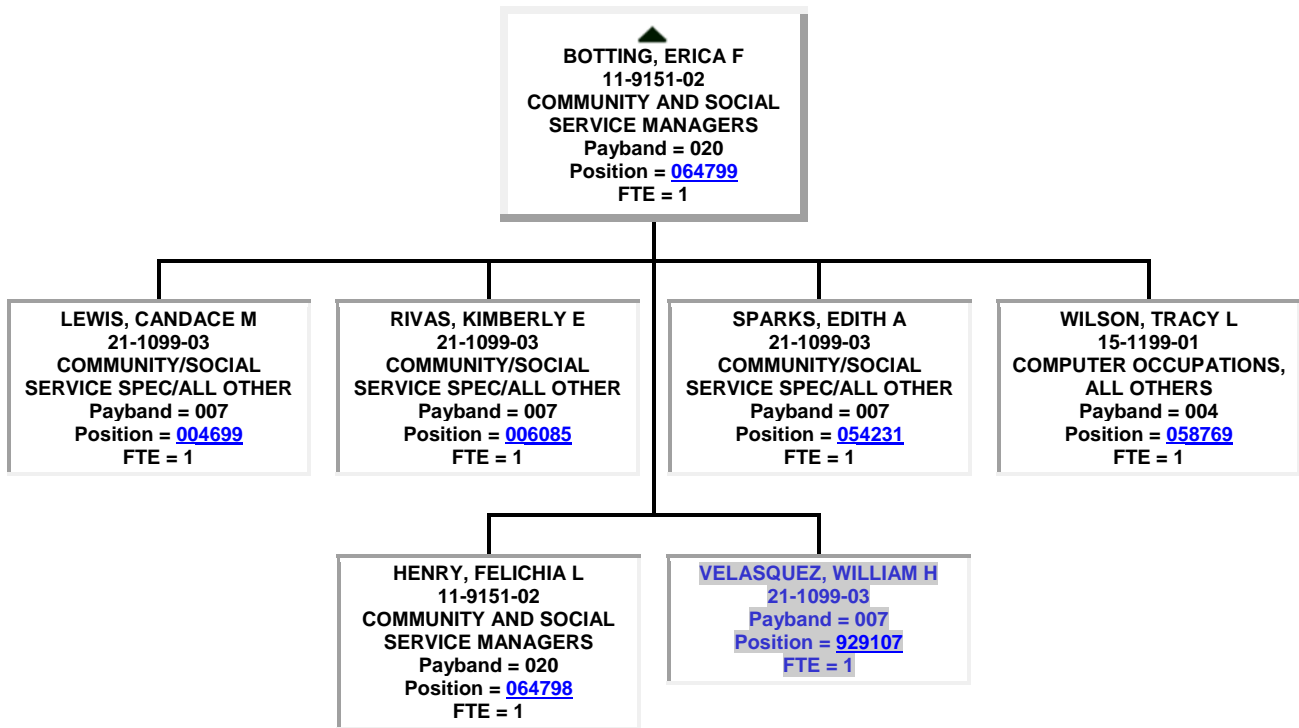 BOTTING, ERICA F
11-9151-02
COMMUNITY AND SOCIAL
SERVICE MANAGERS
Payband = 020
Position = 064799
FTE = 1
LEWIS, CANDACE M
21-1099-03
COMMUNITY/SOCIAL
SERVICE SPEC/ALL OTHER
Payband = 007
Position = 004699
FTE = 1
RIVAS, KIMBERLY E
21-1099-03
COMMUNITY/SOCIAL
SERVICE SPEC/ALL OTHER
Payband = 007
Position = 006085
FTE = 1
SPARKS, EDITH A
21-1099-03
COMMUNITY/SOCIAL
SERVICE SPEC/ALL OTHER
Payband = 007
Position = 054231
FTE = 1
WILSON, TRACY L
15-1199-01
COMPUTER OCCUPATIONS,
ALL OTHERS
Payband = 004
Position = 058769
FTE = 1
HENRY, FELICHIA L
11-9151-02
COMMUNITY AND SOCIAL
SERVICE MANAGERS
Payband = 020
Position = 064798
FTE = 1
VELASQUEZ, WILLIAM H
21-1099-03
Payband = 007
Position = 929107
FTE = 1